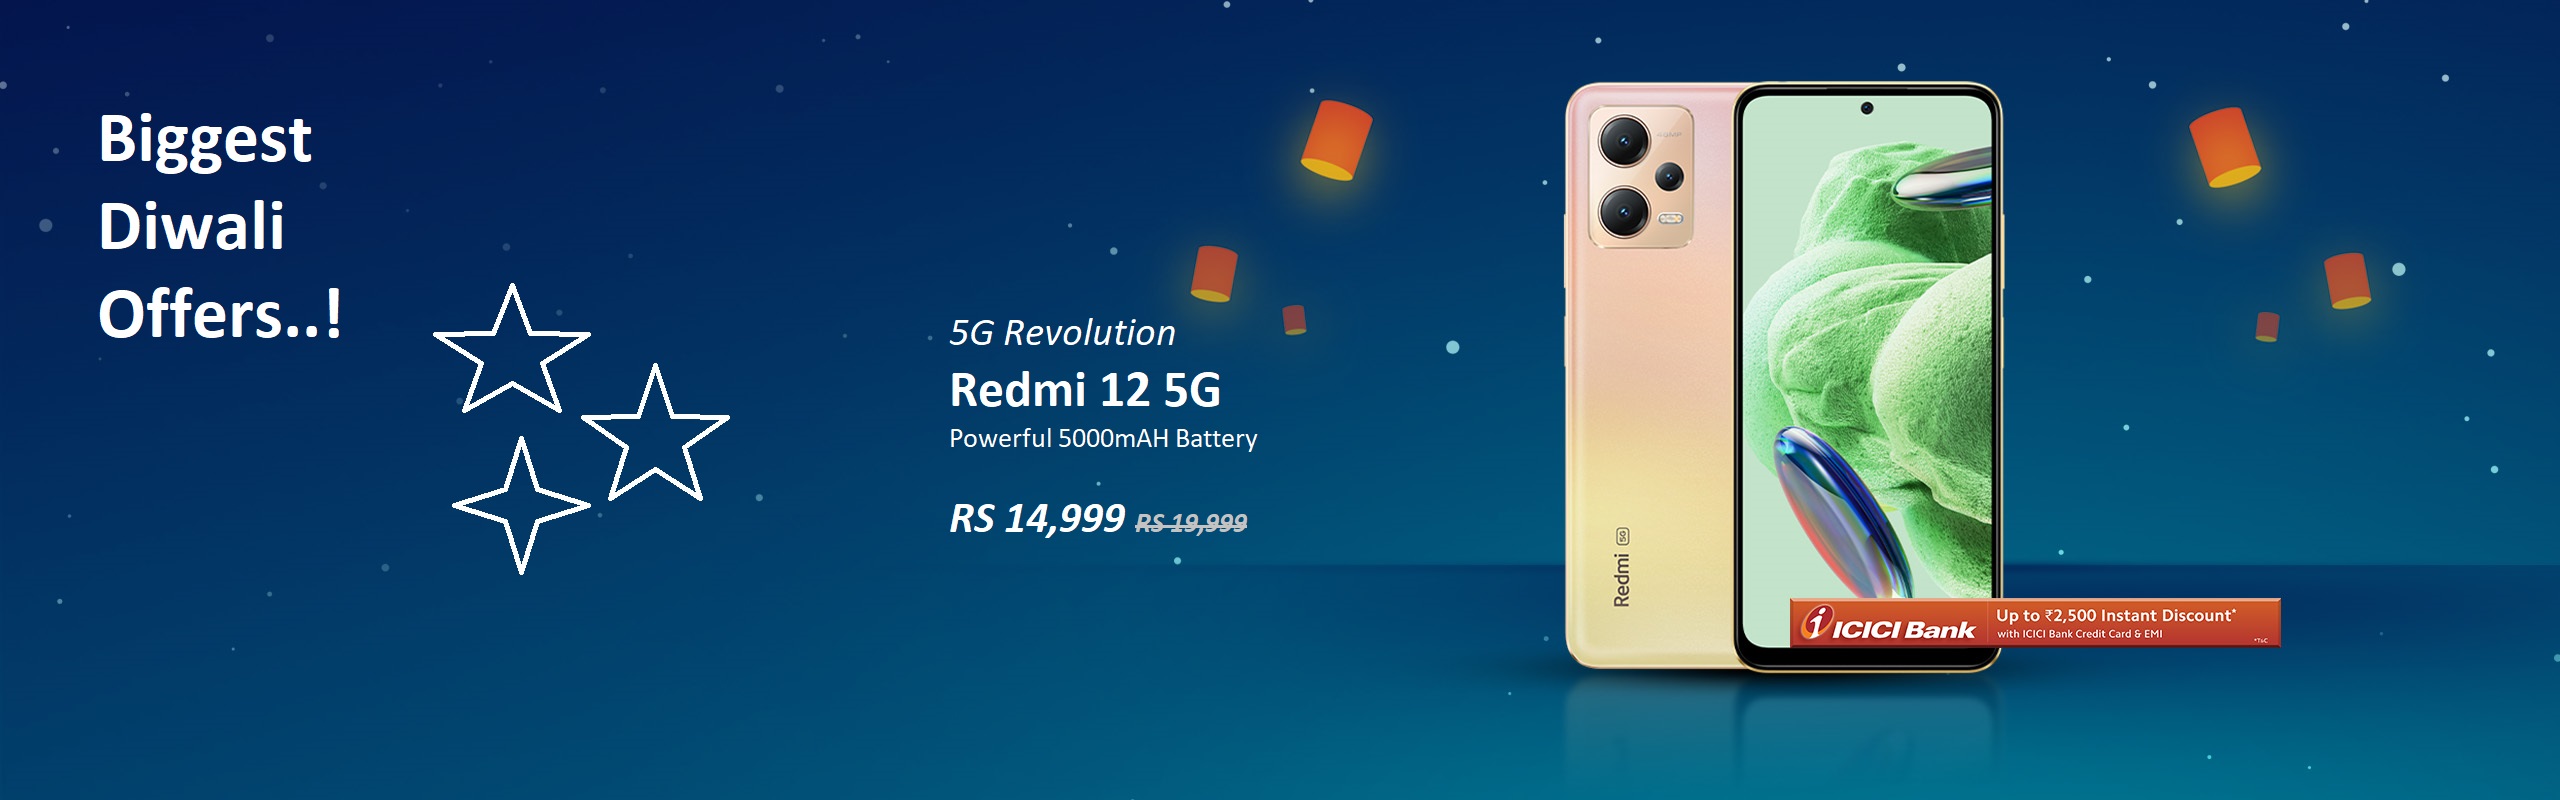 Biggest
Diwali
Offers..!
5G Revolution
Redmi 12 5G
Powerful 5000mAH Battery
RS 14,999 RS 19,999
Redmi 5G
ICICI Bank
Up to ₹2,500 Instant Discount*
with ICICI Bank Credit Card & EMI
*T&C